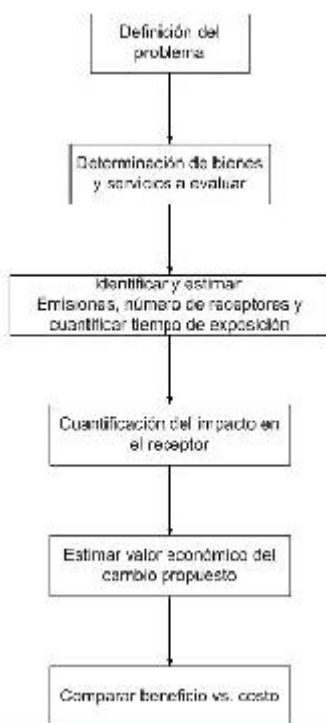 Definición del
problema
Determinación de bienes
y servicios a evaluar
Identificar y estimar
Emisiones, número de receptores y
cuantificar tiempo de exposición
Cuantificación del impacto en
el receptor
Estimar valor económico del
cambio propuesto
Comparar beneficio vs. costo